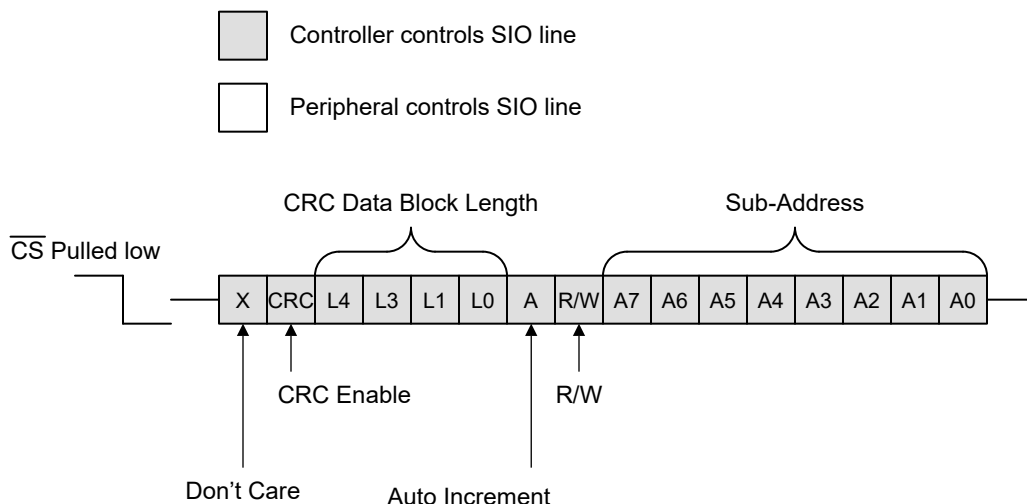 Controller controls SIO line
Peripheral controls SIO line
CRC Data Block Length
Sub-Address
CS Pulled low
X CRC L4 L3 L1 L0 A R/W A7 A6 A5 A4 A3 A2 A1 A0
CRC Enable
R/W
Don't Care
Auto Increment